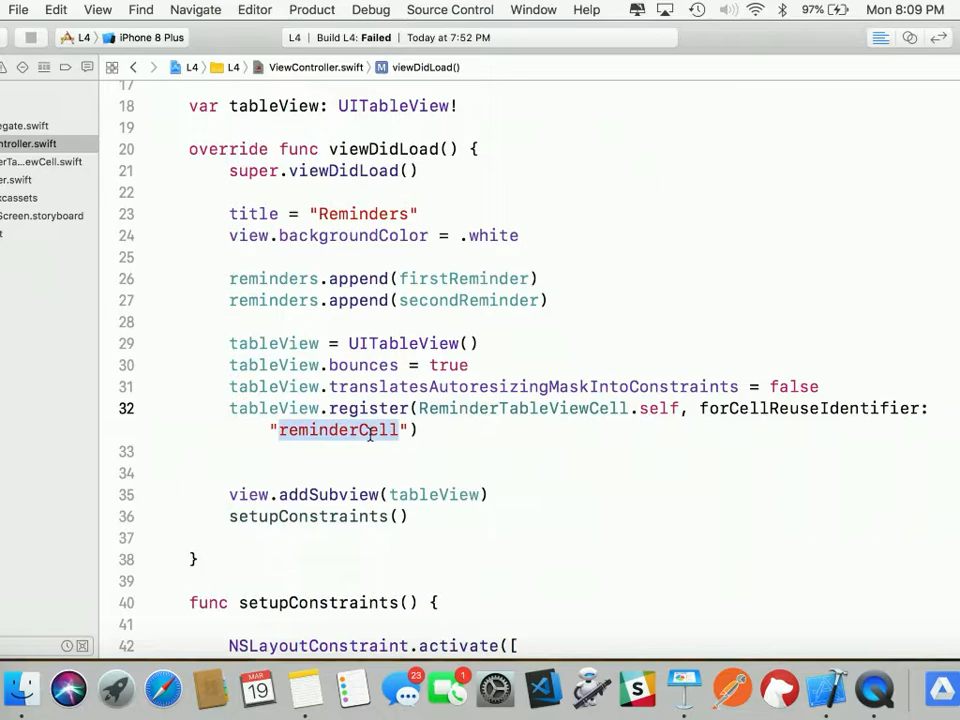 File Edit View Find Navigate Editor Product Debug Source Control Window Help 97% Mon 8:09 PM
L4 iPhone 8 Plus L4 Build L4: Failed Today at 7:52 PM
L4 L4 ViewController.swift M viewDidLoad()
17
18 var tableView: UITableView!
egate.swift
19
ntroller.swift
20 override func viewDidLoad() {
rTa...ewCell.swift
21 super.viewDidLoad()
er.swift
22
xcassets
23 title = "Reminders"
Screen.storyboard
24 view.backgroundColor = .white
t
25
26 reminders.append(firstReminder)
27 reminders.append(secondReminder)
28
29 tableView = UITableView()
30 tableView.bounces = true
31 tableView.translatesAutoresizingMaskIntoConstraints = false
32 tableView.register(ReminderTableViewCell.self, forCellReuseIdentifier:
"reminderCell")
33
34
35 view.addSubview(tableView)
36 setupConstraints()
37
38 }
39
40 func setupConstraints() {
41
42 NSLayoutConstraint.activate([
MAR
19
23
1
S